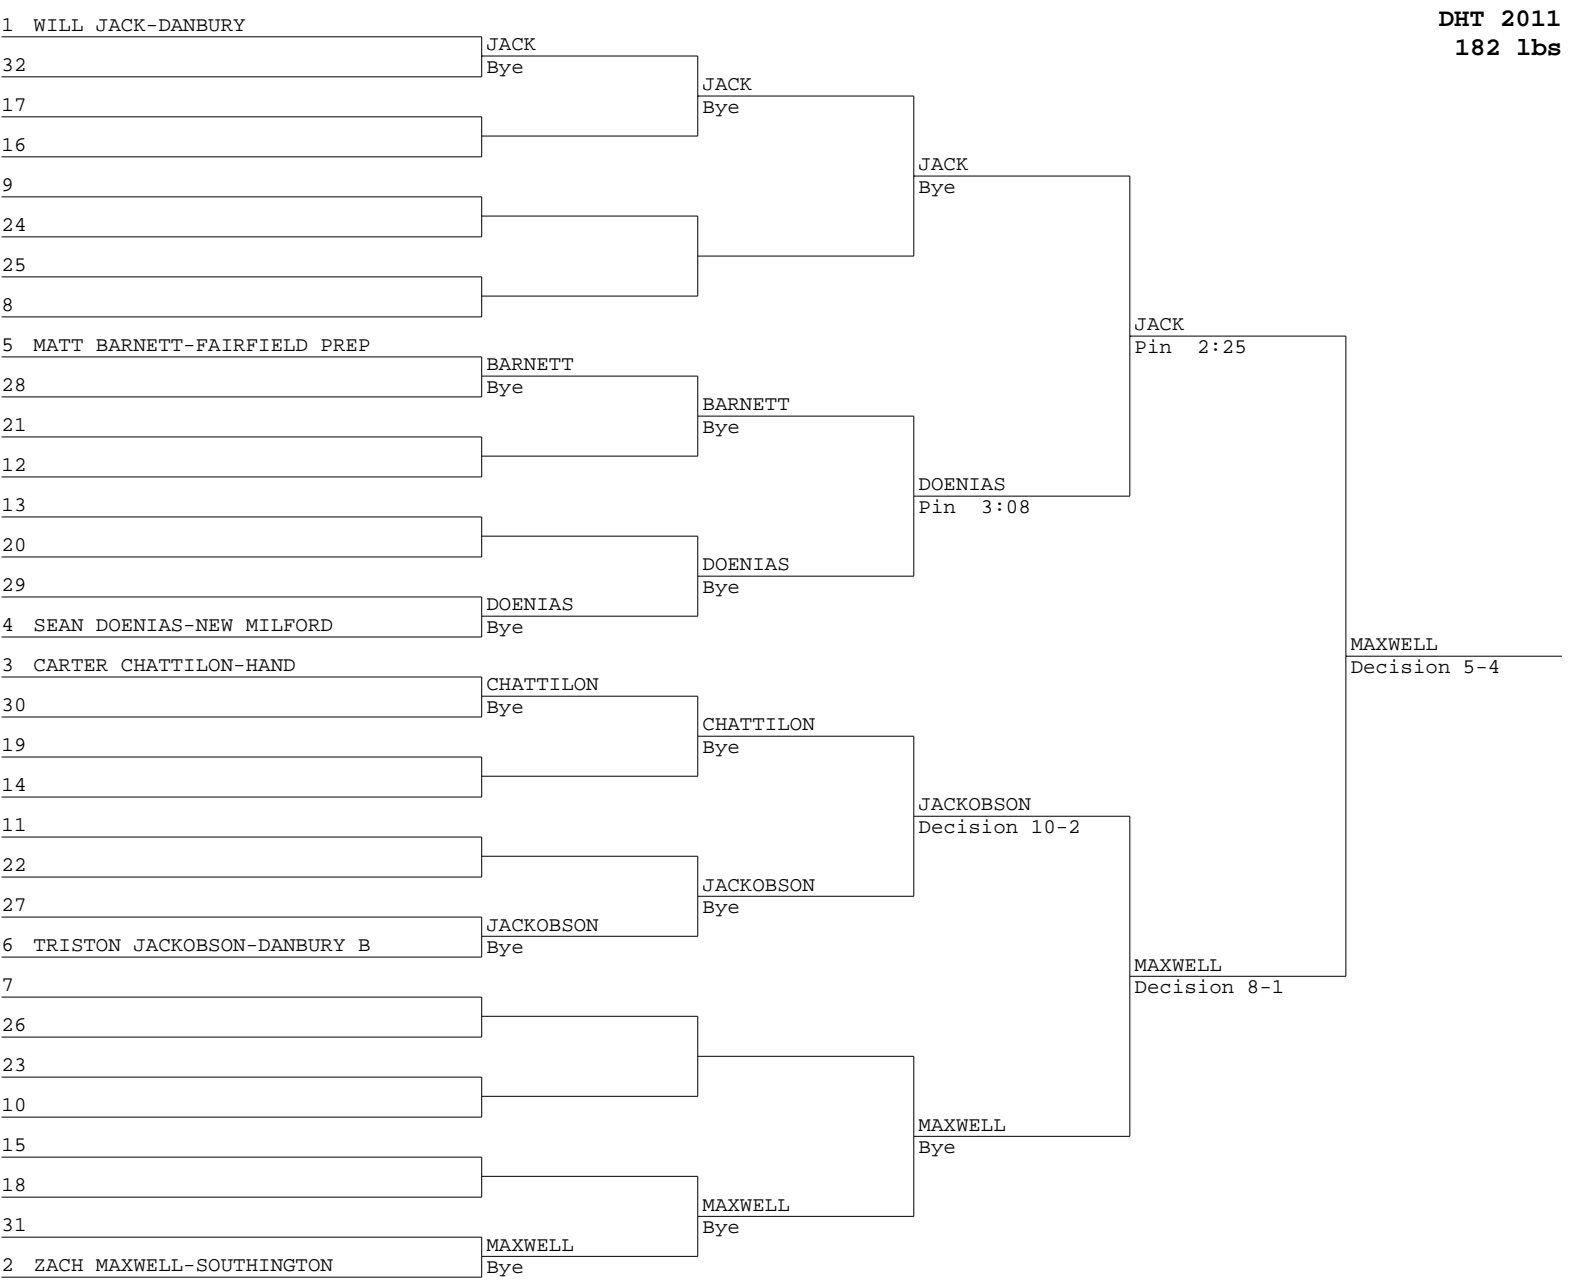 DHT 2011
182 lbs
1 WILL JACK-DANBURY
JACK
32
Bye
JACK
17
Bye
16
JACK
9
Bye
24
25
8
JACK
5 MATT BARNETT-FAIRFIELD PREP
Pin 2:25
BARNETT
28
Bye
BARNETT
21
Bye
12
DOENIAS
13
Pin 3:08
20
DOENIAS
29
Bye
DOENIAS
4 SEAN DOENIAS-NEW MILFORD
Bye
MAXWELL
3 CARTER CHATTILON-HAND
Decision 5-4
CHATTILON
30
Bye
CHATTILON
19
Bye
14
JACKOBSON
11
Decision 10-2
22
JACKOBSON
27
Bye
JACKOBSON
6 TRISTON JACKOBSON-DANBURY B
Bye
MAXWELL
7
Decision 8-1
26
23
10
MAXWELL
15
Bye
18
MAXWELL
31
Bye
MAXWELL
2 ZACH MAXWELL-SOUTHINGTON
Bye